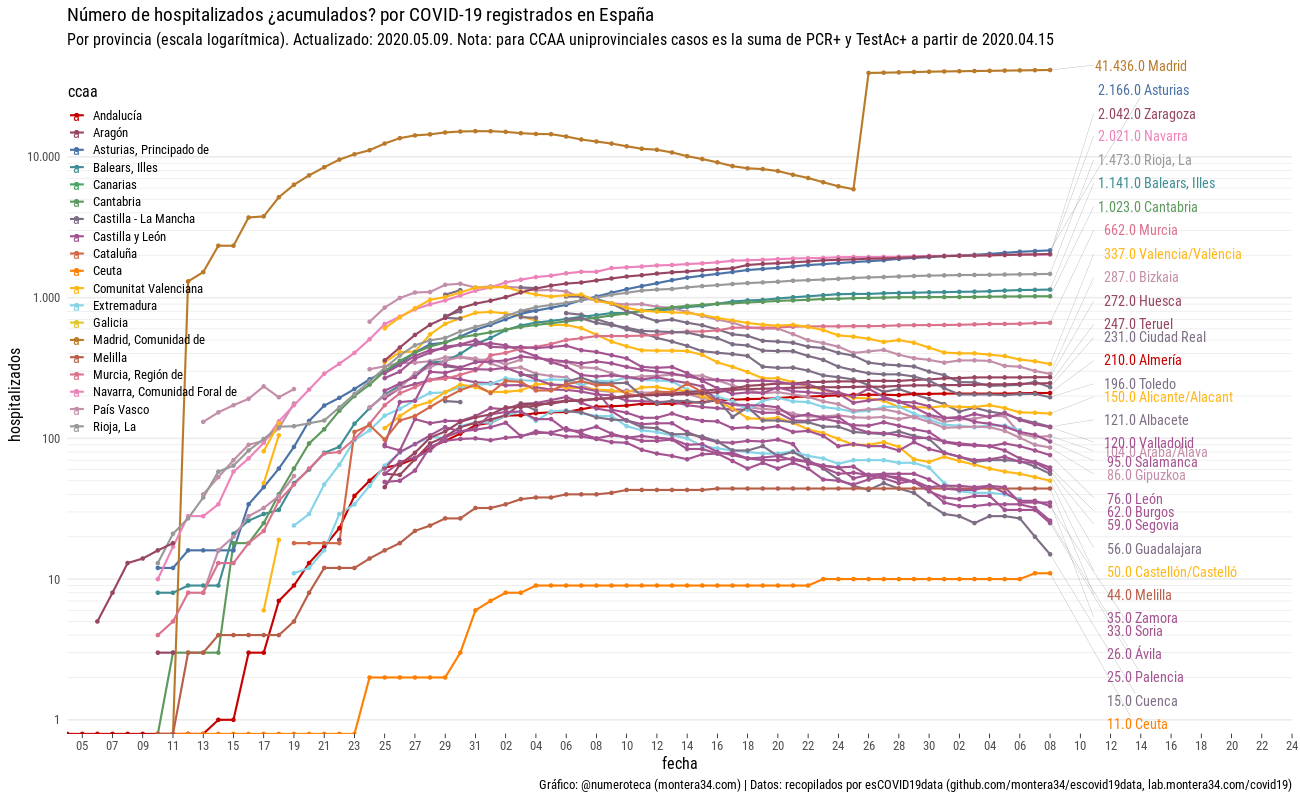 Número de hospitalizados ¿acumulados? por COVID-19 registrados en España
Por provincia (escala logarítmica). Actualizado: 2020.05.09. Nota: para CCAA uniprovinciales casos es la suma de PCR+ y TestAc+ a partir de 2020.04.15
ccaa
Andalucía
Aragón
Asturias, Principado de
Balears, Illes
Canarias
Cantabria
Castilla - La Mancha
Castilla y León
Cataluña
Ceuta
Comunitat Valenciana
Extremadura
Galicia
Madrid, Comunidad de
Melilla
Murcia, Región de
Navarra, Comunidad Foral de
País Vasco
Rioja, La
hospitalizados
10.000
1.000
100
10
1
41.436.0 Madrid
2.166.0 Asturias
2.042.0 Zaragoza
2.021.0 Navarra
1.473.0 Rioja, La
1.141.0 Balears, Illes
1.023.0 Cantabria
662.0 Murcia
337.0 Valencia/València
287.0 Bizkaia
272.0 Huesca
247.0 Teruel
231.0 Ciudad Real
210.0 Almería
196.0 Toledo
150.0 Alicante/Alacant
121.0 Albacete
120.0 Valladolid
104.0 Araba/Álava
95.0 Salamanca
86.0 Gipuzkoa
76.0 León
62.0 Burgos
59.0 Segovia
56.0 Guadalajara
50.0 Castellón/Castelló
44.0 Melilla
35.0 Zamora
33.0 Soria
26.0 Ávila
25.0 Palencia
15.0 Cuenca
11.0 Ceuta
05 07 09 11 13 15 17 19 21 23 25 27 29 31 02 04 06 08 10 12 14 16 18 20 22 24 26 28 30 02 04 06 08 10 12 14 16 18 20 22 24
fecha
Gráfico: @numeroteca (montera34.com) | Datos: recopilados por esCOVID19data (github.com/montera34/escovid19data, lab.montera34.com/covid19)